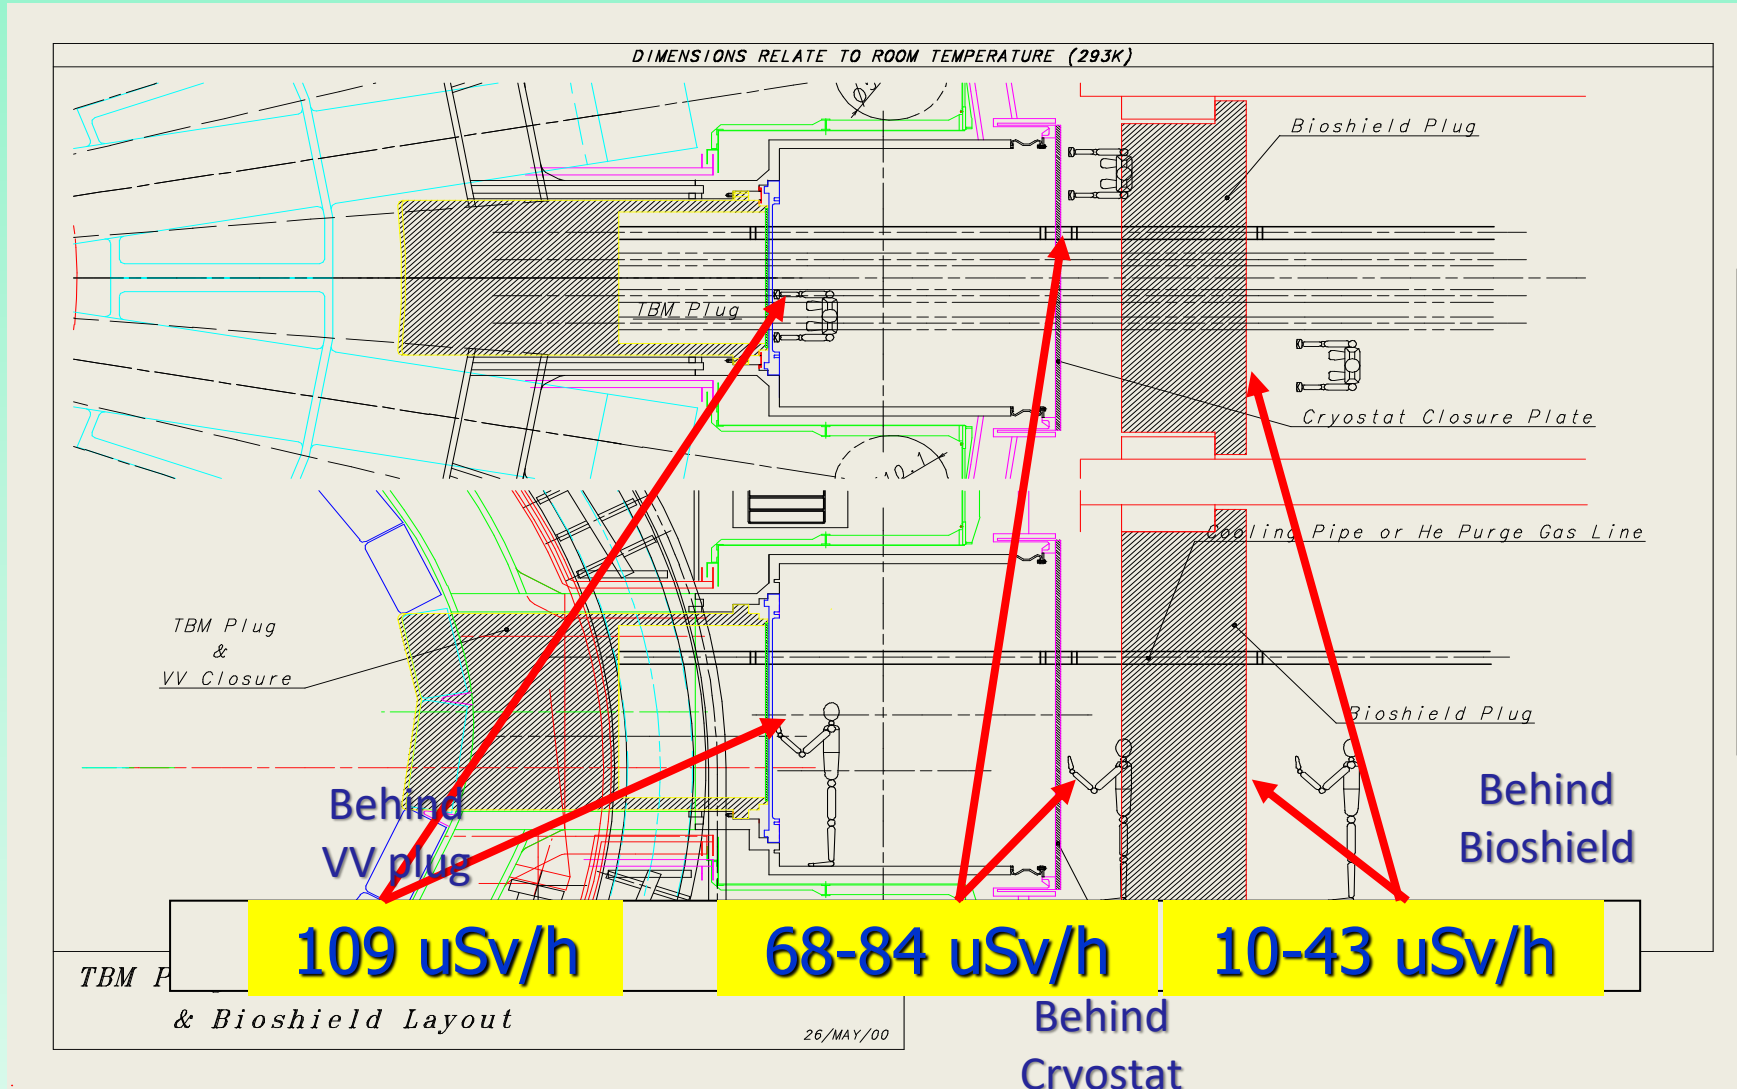 DIMENSIONS RELATE TO ROOM TEMPERATURE (293K)
Bioshield Plug
TBM Plug
Cryostat Closure Plate
Cooling Pipe or He Purge Gas Line
TBM Plug
&
VV Closure
Bioshield Plug
Behind
VV plug
Behind
Bioshield
109 uSv/h
68-84 uSv/h
10-43 uSv/h
TBM
& Bioshield Layout
26/MAY/00
Behind
Cryostat